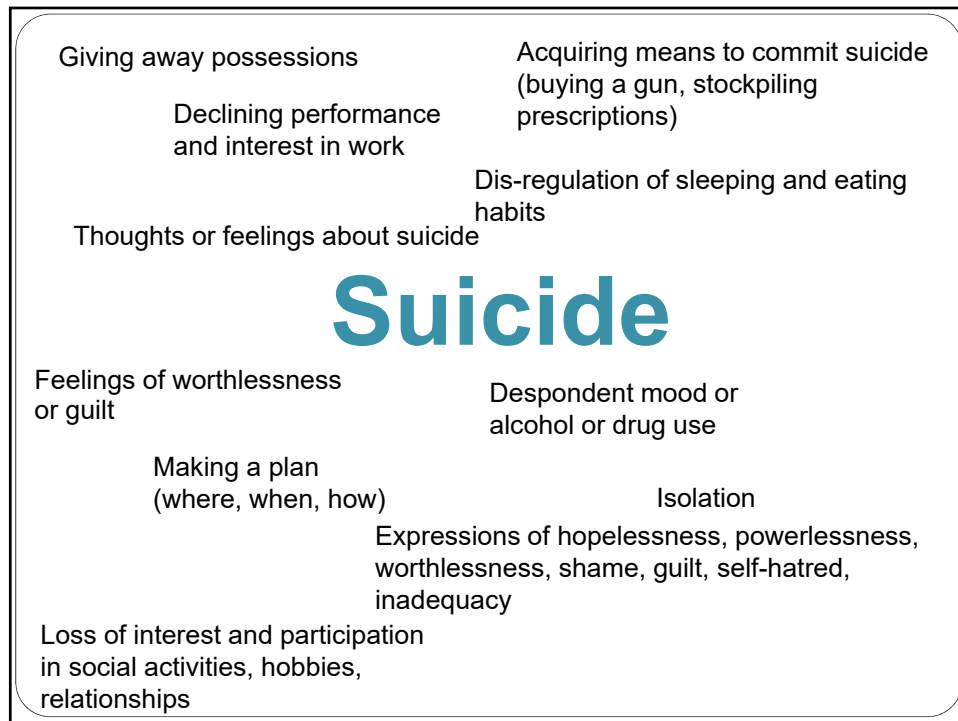 Giving away possessions
Acquiring means to commit suicide
(buying a gun, stockpiling
prescriptions)
Declining performance
and interest in work
Dis-regulation of sleeping and eating
habits
Thoughts or feelings about suicide
Suicide
Feelings of worthlessness
or guilt
Despondent mood or
alcohol or drug use
Making a plan
(where, when, how)
Isolation
Expressions of hopelessness, powerlessness,
worthlessness, shame, guilt, self-hatred,
inadequacy
Loss of interest and participation
in social activities, hobbies,
relationships